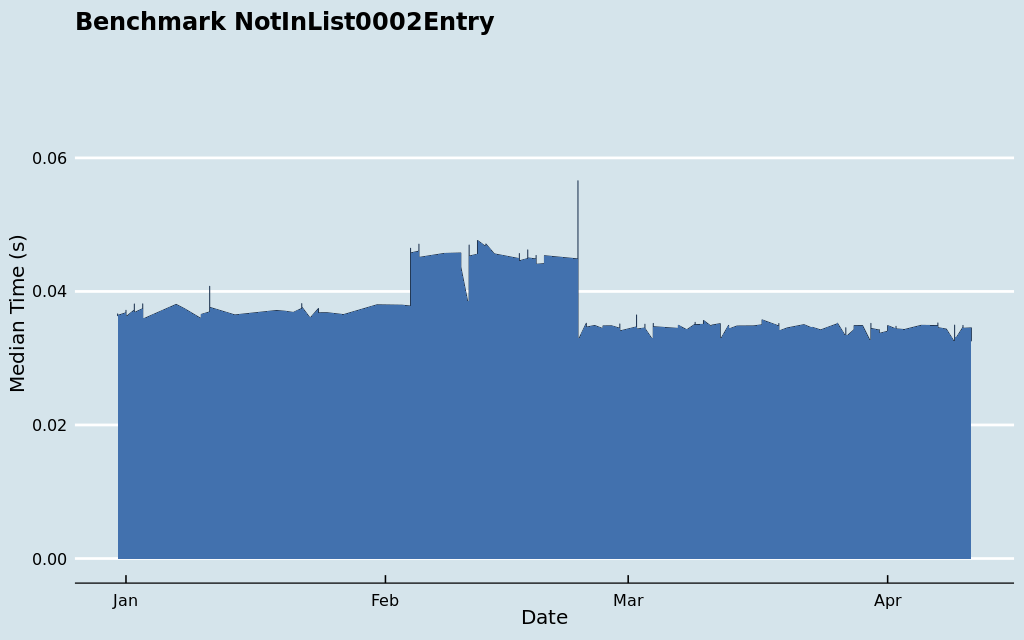 Benchmark NotInList0002Entry
0.06
0.04
0.02
0.00
Median Time (s)
Jan Feb Mar Apr
Date